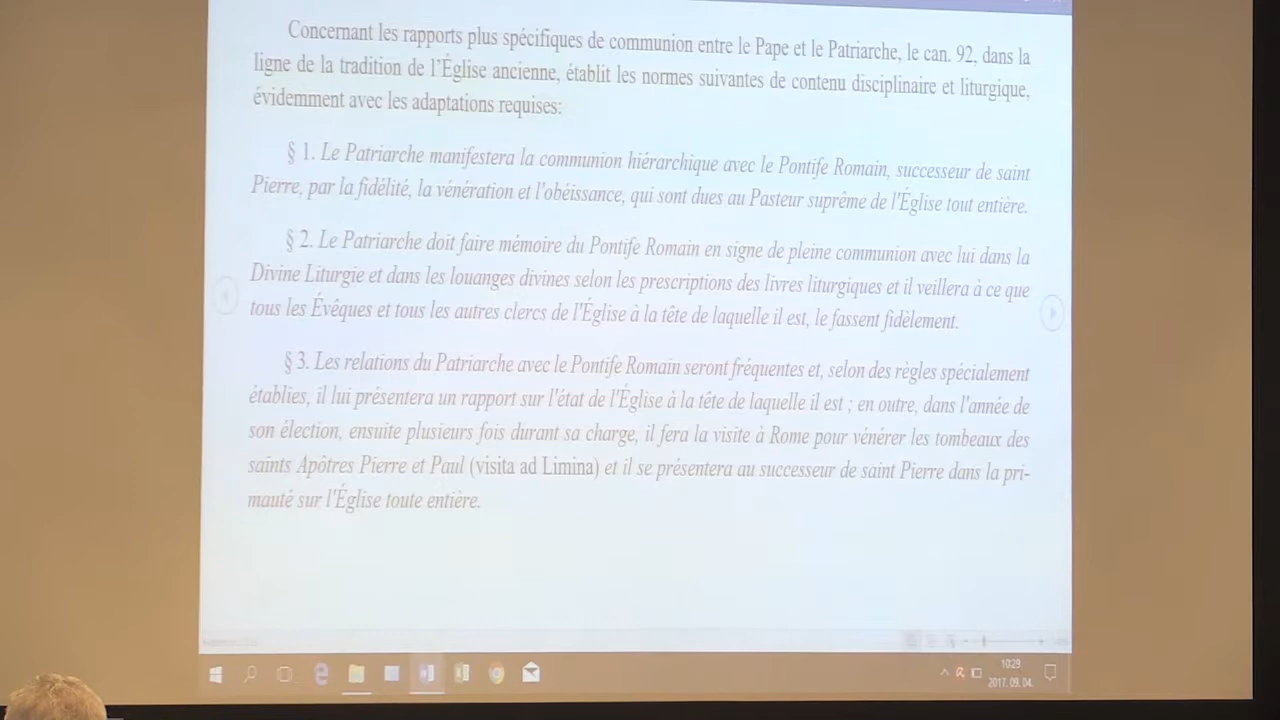 Concernant les rapports plus spécifiques de communion entre le Pape et le Patriarche, le can. 92, dans la
ligne de la tradition de l'Église ancienne, établit les normes suivantes de contenu disciplinaire et liturgique,
évidemment avec les adaptations requises:
§ 1. Le Patriarche manifestera la communion hiérarchique avec le Pontife Romain, successeur de saint
Pierre, par la fidélité, la vénération et l'obéissance, qui sont dues au Pasteur suprême de l'Église tout entière.
§ 2. Le Patriarche doit faire mémoire du Pontife Romain en signe de pleine communion avec lui dans la
Divine Liturgie et dans les louanges divines selon les prescriptions des livres liturgiques et il veillera à ce que
tous les Évêques et tous les autres clercs de l'Église à la tête de laquelle il est, le fassent fidèlement.
§ 3. Les relations du Patriarche avec le Pontife Romain seront fréquentes et, selon des règles spécialement
établies, il lui présentera un rapport sur l'état de l'Église à la tête de laquelle il est ; en outre, dans l'année de
son élection, ensuite plusieurs fois durant sa charge, il fera la visite à Rome pour vénérer les tombeaux des
saints Apôtres Pierre et Paul (visita ad Limina) et il se présentera au successeur de saint Pierre dans la pri-
mauté sur l'Église toute entière.
10:29
2017. 09. 04.